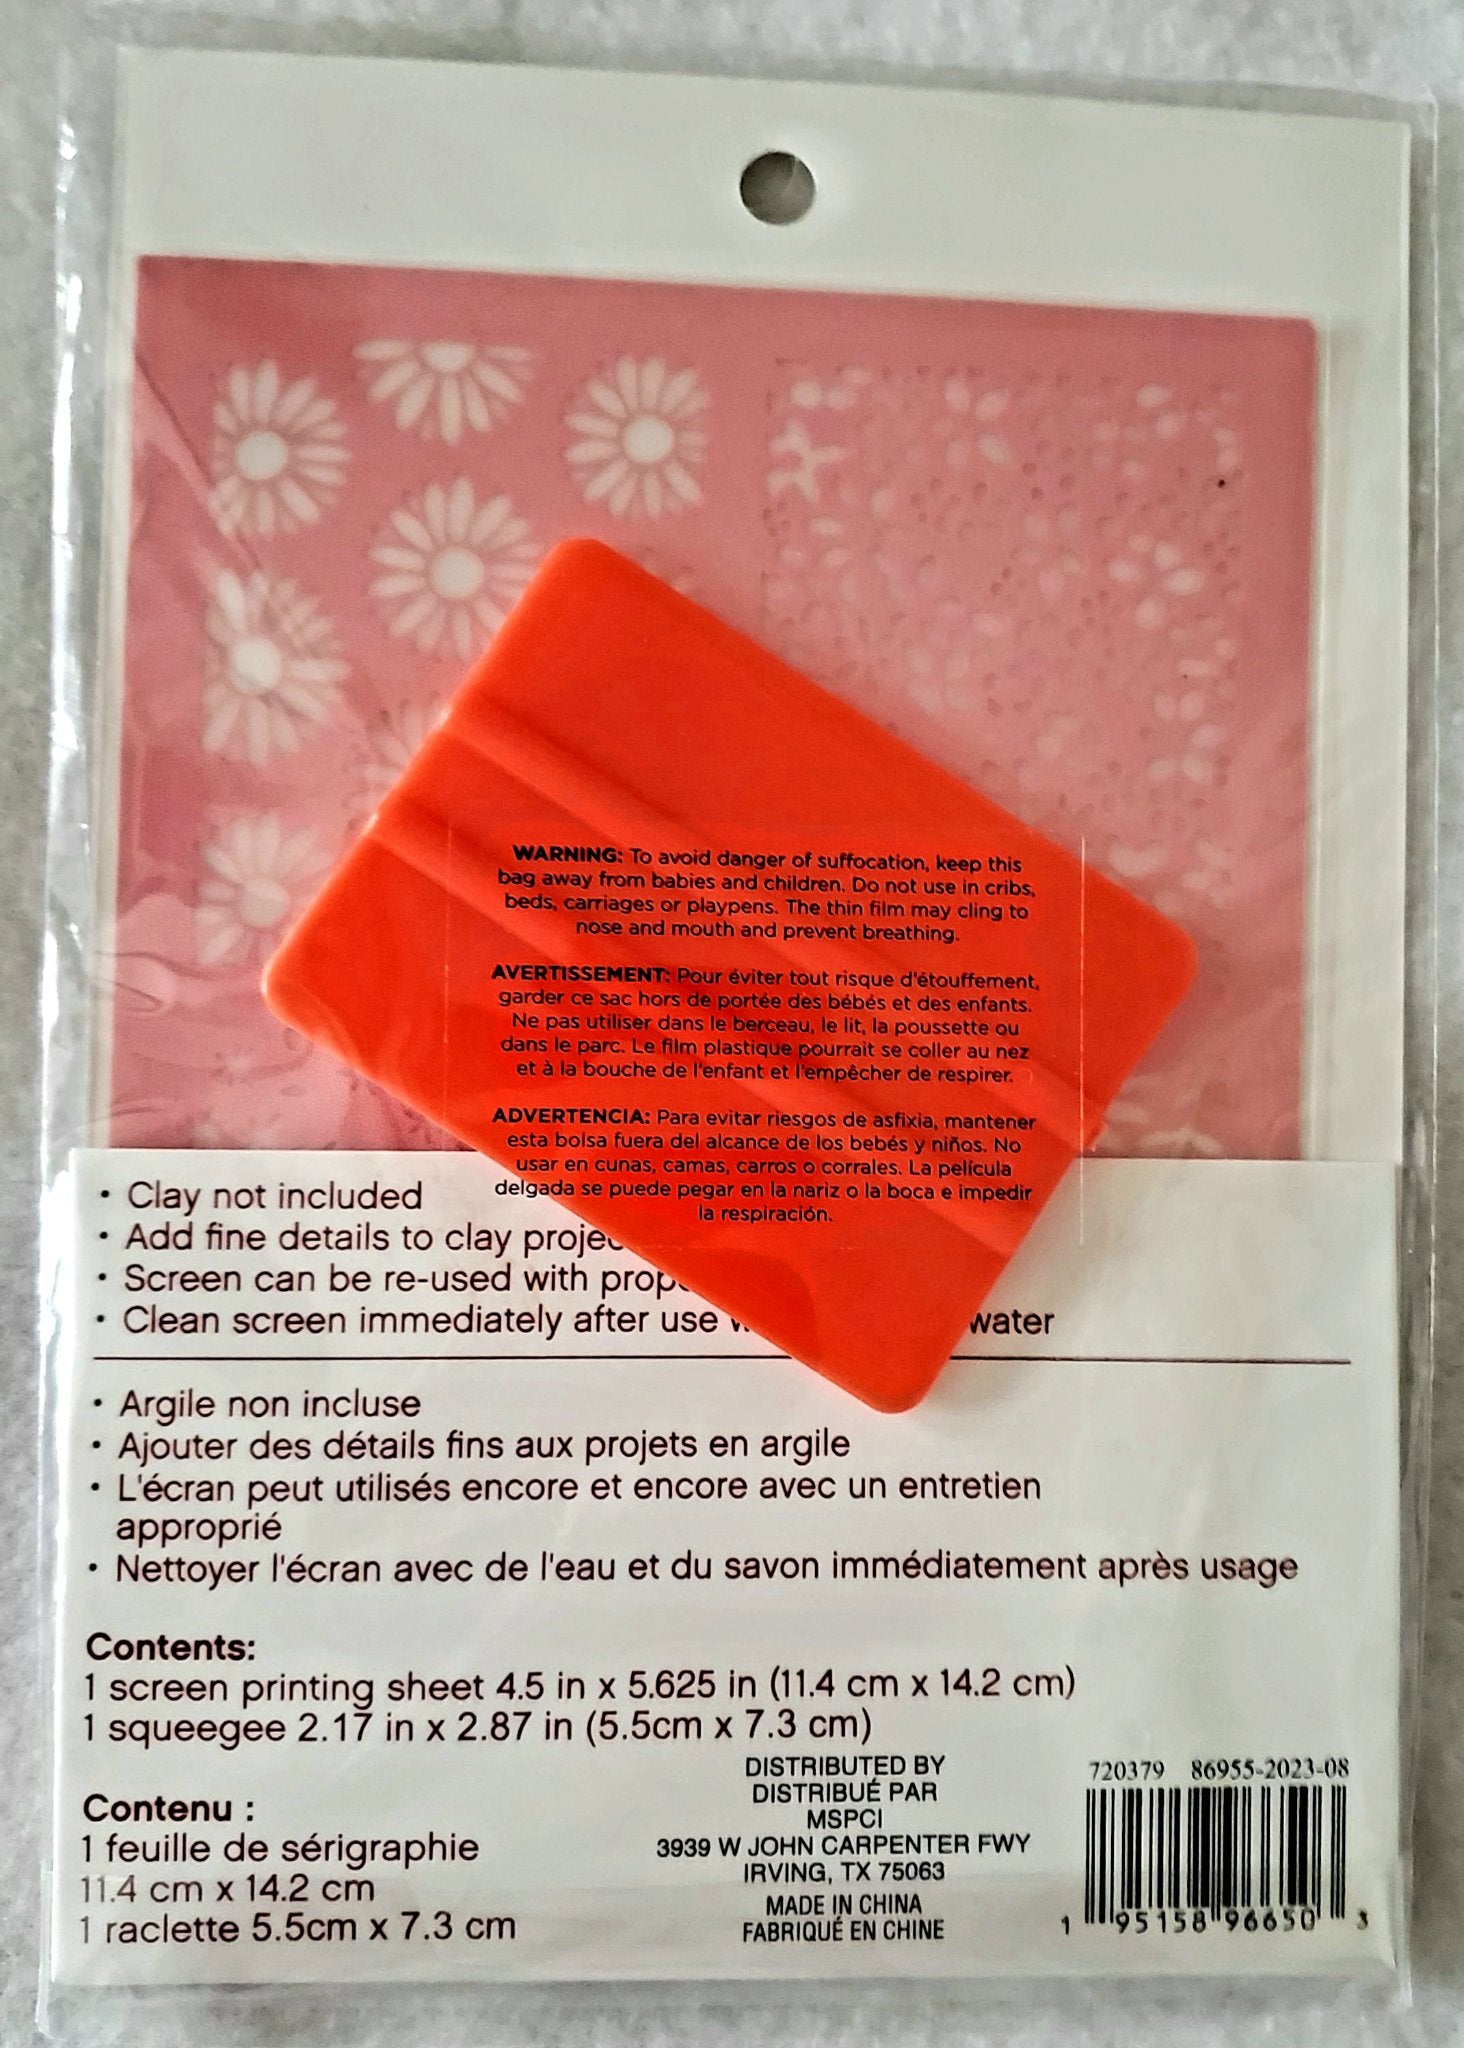 WARNING: To avoid danger of suffocation, keep this
bag away from babies and children. Do not use in cribs,
beds, carriages or playpens. The thin film may cling to
nose and mouth and prevent breathing.
AVERTISSEMENT: Pour éviter tout risque d'étouffement,
garder ce sac hors de portée des bébés et des enfants.
Ne pas utiliser dans le berceau, le lit, la poussette ou
dans le parc. Le film plastique pourrait se coller au nez
et à la bouche de l'enfant et l'empêcher de respirer.
ADVERTENCIA: Para evitar riesgos de asfixia, mantener
esta bolsa fuera del alcance de los bebés y niños. No
usar en cunas, camas, carros o corrales. La película
delgada se puede pegar en la nariz o la boca e impedir
la respiración.
• Clay not included
• Add fine details to clay
• Screen can be re-used with
• Clean screen immediately after use water
• Argile non incluse
• Ajouter des détails fins aux projets en argile
• L'écran peut utilisés encore et encore avec un entretien
approprié
• Nettoyer l'écran avec de l'eau et du savon immédiatement après usage
Contents:
1 screen printing sheet 4.5 in x 5.625 in (11.4 cm x 14.2 cm)
1 squeegee 2.17 in x 2.87 in (5.5cm x 7.3 cm)
Contenu :
1 feuille de sérigraphie
11.4 cm x 14.2 cm
1 raclette 5.5cm x 7.3 cm
DISTRIBUTED BY
DISTRIBUÉ PAR
MSPCI
3939 W JOHN CARPENTER FWY
IRVING, TX 75063
MADE IN CHINA
FABRIQUÉ EN CHINE
720379 86955-2023-08
1 95158 96650 3